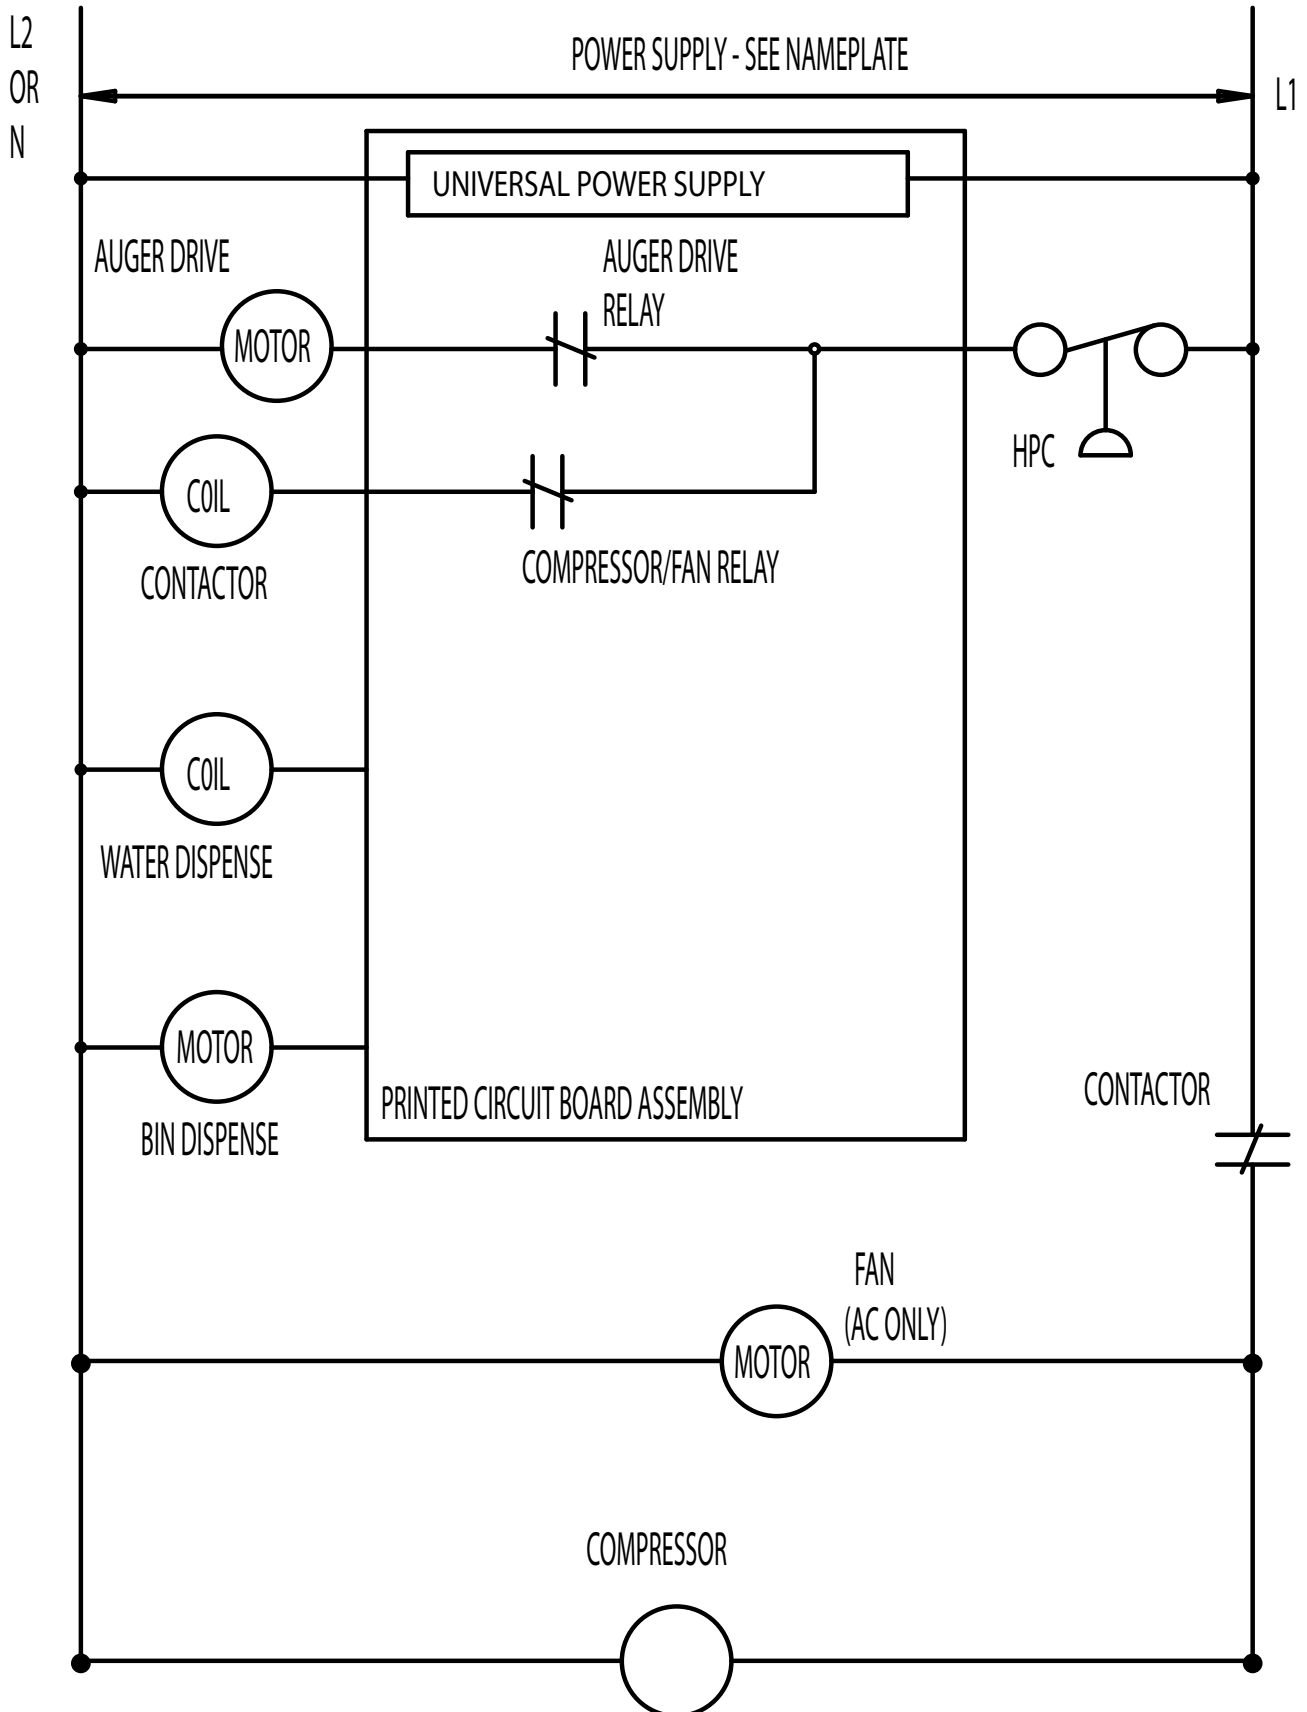 L2
OR
N
POWER SUPPLY - SEE NAMEPLATE
L1
UNIVERSAL POWER SUPPLY
AUGER DRIVE
AUGER DRIVE
RELAY
MOTOR
HPC
COIL
CONTACTOR
COMPRESSOR/FAN RELAY
COIL
WATER DISPENSE
MOTOR
BIN DISPENSE
PRINTED CIRCUIT BOARD ASSEMBLY
CONTACTOR
FAN
(AC ONLY)
MOTOR
COMPRESSOR